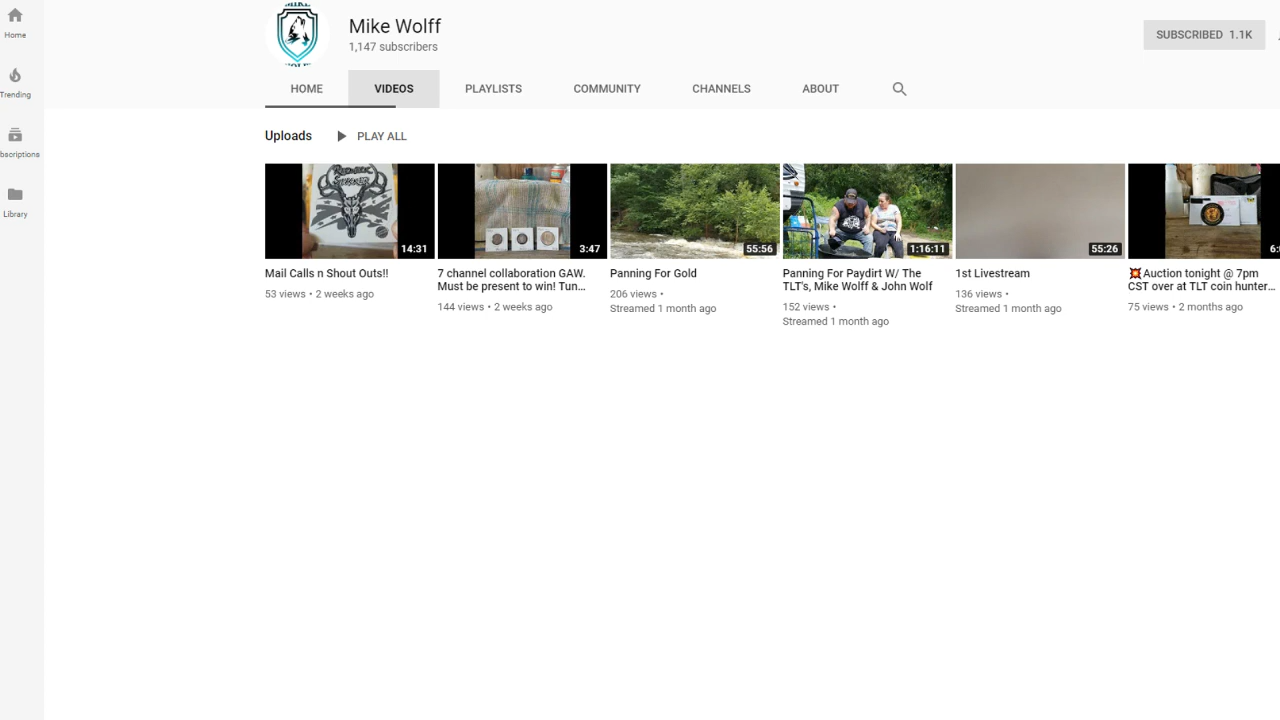 Home
Trending
bscriptions
Library
MIKE
Mike Wolff
1,147 subscribers
SUBSCRIBED 1.1K
HOME VIDEOS PLAYLISTS COMMUNITY CHANNELS ABOUT
Uploads PLAY ALL
14:31
Mail Calls n Shout Outs!!
53 views • 2 weeks ago
3:47
7 channel collaboration GAW.
Must be present to win! Tun...
144 views • 2 weeks ago
55:56
Panning For Gold
206 views •
Streamed 1 month ago
1:16:11
Panning For Paydirt W/ The
TLT's, Mike Wolff & John Wolf
152 views •
Streamed 1 month ago
55:26
1st Livestream
136 views •
Streamed 1 month ago
💥Auction tonight @ 7pm
CST over at TLT coin hunter...
75 views • 2 months ago